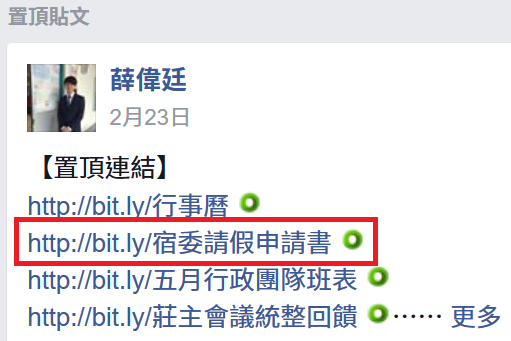 置頂貼文
薛偉廷
2月23日
【置頂連結】
http://bit.ly/行事曆
http://bit.ly/宿委請假申請書
http://bit.ly/五月行政團隊班表
http://bit.ly/莊主會議統整回饋 …… 更多